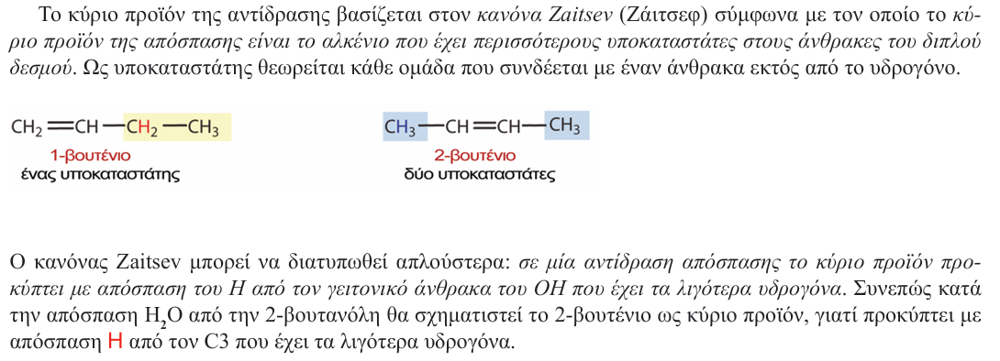 Το κύριο προϊόν της αντίδρασης βασίζεται στον κανόνα Zaitsev (Ζάιτσεφ) σύμφωνα με τον οποίο το κύ-
ριο προϊόν της απόσπασης είναι το αλκένιο που έχει περισσότερους υποκαταστάτες στους άνθρακες του διπλού
δεσμού. Ως υποκαταστάτης θεωρείται κάθε ομάδα που συνδέεται με έναν άνθρακα εκτός από το υδρογόνο.
CH₂=CH—CH₂—CH₃ CH₃—CH=CH—CH₃
1-βουτένιο 2-βουτένιο
ένας υποκαταστάτης δύο υποκαταστάτες
Ο κανόνας Zaitsev μπορεί να διατυπωθεί απλούστερα: σε μία αντίδραση απόσπασης το κύριο προϊόν προ-
κύπτει με απόσπαση του Η από τον γειτονικό άνθρακα του ΟΗ που έχει τα λιγότερα υδρογόνα. Συνεπώς κατά
την απόσπαση H₂O από την 2-βουτανόλη θα σχηματιστεί το 2-βουτένιο ως κύριο προϊόν, γιατί προκύπτει με
απόσπαση H από τον C3 που έχει τα λιγότερα υδρογόνα.